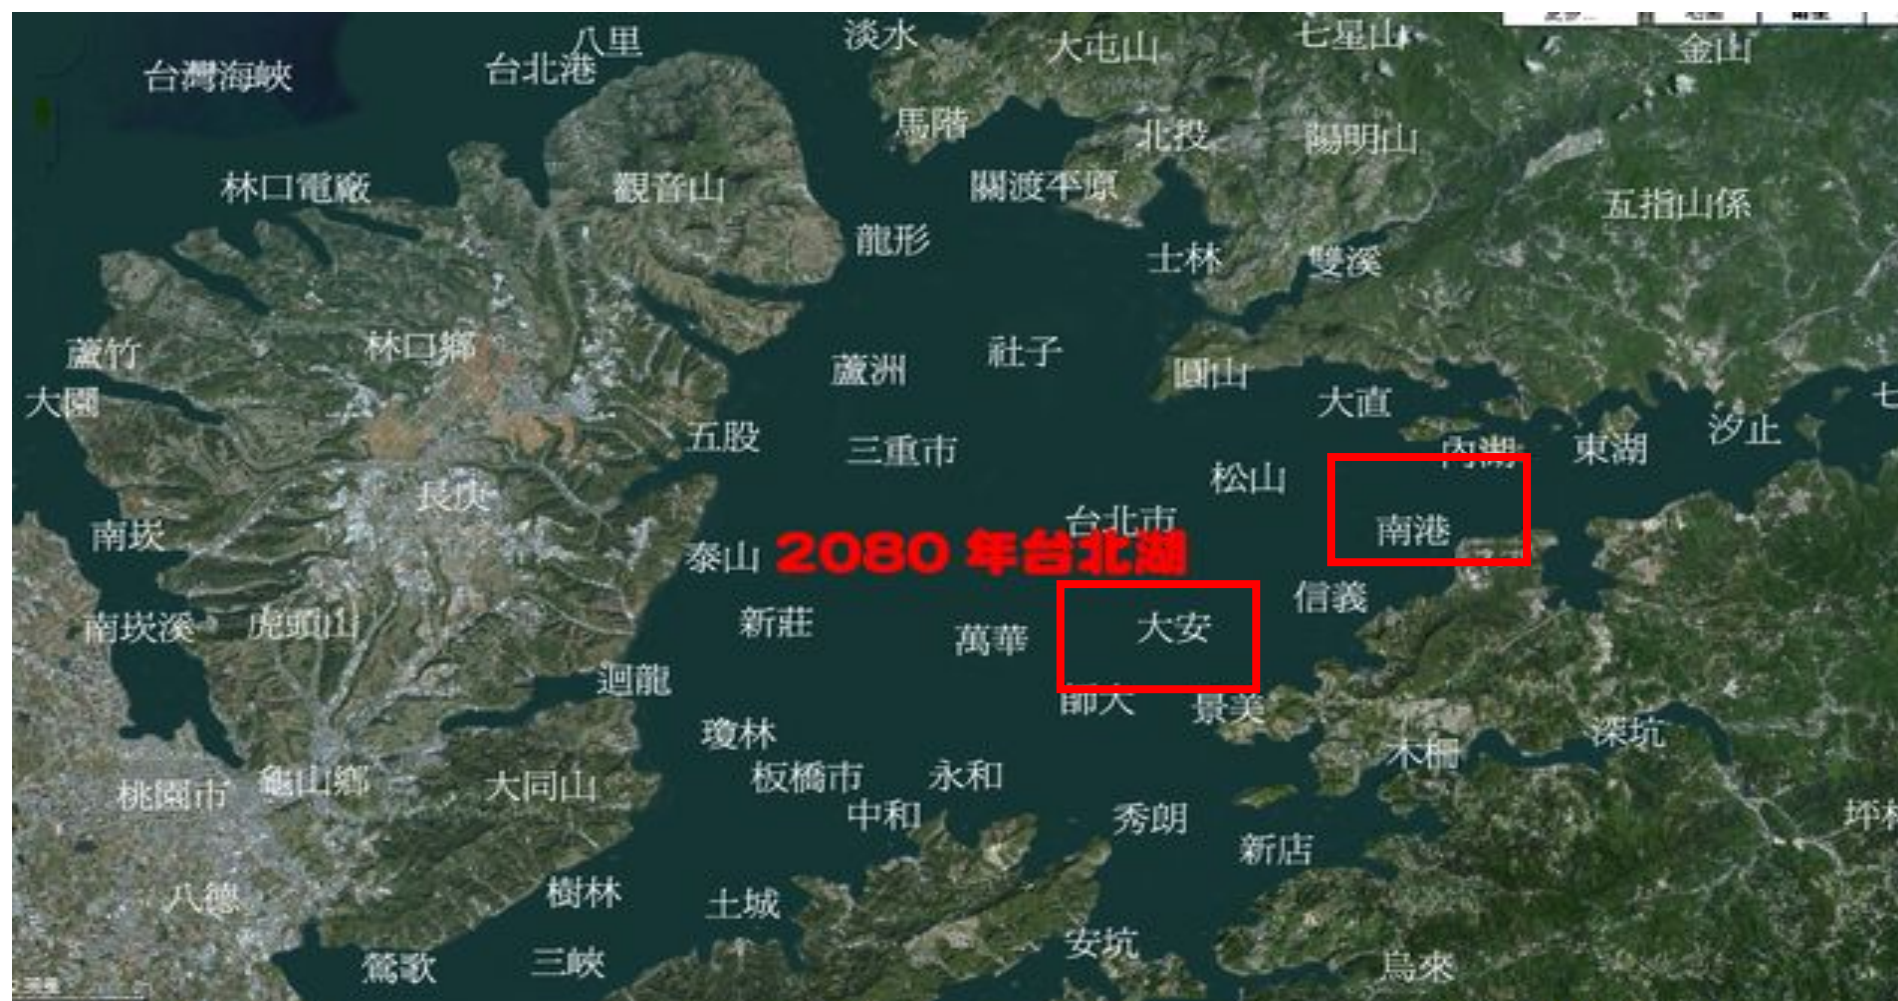 八里
淡水
七星山
大屯山
金山
台灣海峽
台北港
馬階
北投
陽明山
林口電廠
觀音山
關渡平原
五指山係
龍形
士林
雙溪
蘆竹
林口鄉
蘆洲
社子
圓山
大園
大直
五股
三重市
內湖
東湖
汐止
七
松山
長庚
台北市
南港
南崁
泰山
2080 年台北湖
信義
南崁溪
虎頭山
新莊
萬華
大安
迴龍
師大
景美
瓊林
木柵
深坑
桃園市
龜山鄉
大同山
板橋市
永和
中和
秀朗
坪林
新店
八德
樹林
土城
安坑
鶯歌
三峽
烏來